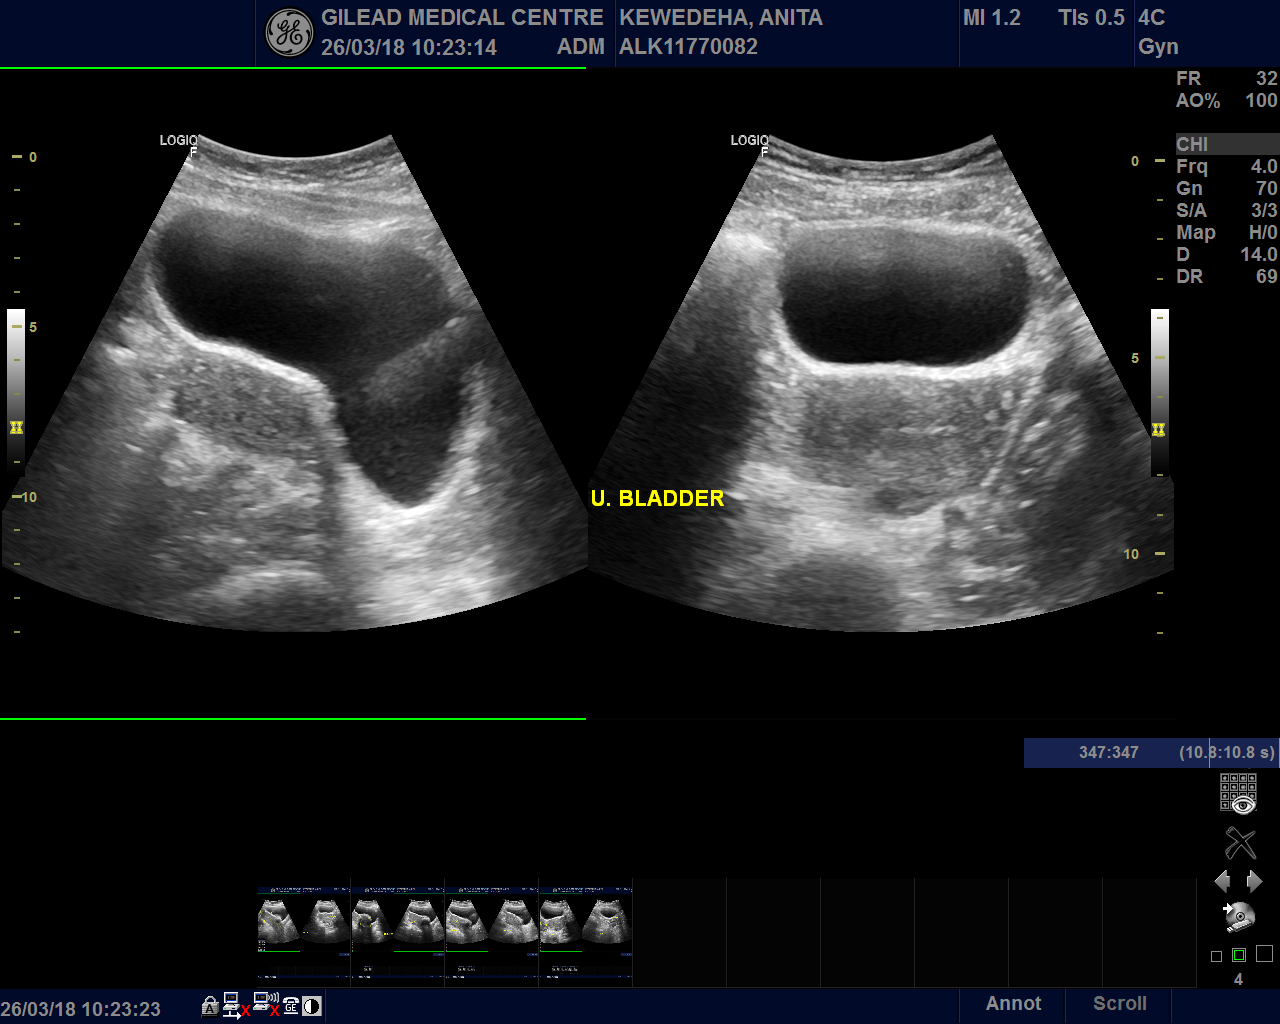 GILEAD MEDICAL CENTRE
26/03/18 10:23:14 ADM
KEWEDEHA, ANITA
ALK11770082
MI 1.2 TIs 0.5
4C
Gyn
FR 32
AO% 100
CHI
Frq 4.0
Gn 70
S/A 3/3
Map H/0
D 14.0
DR 69
LOGIQ
F
0
5
10
LOGIQ
F
0
5
10
U. BLADDER
347:347 (10.8:10.8 s)
4
26/03/18 10:23:23
GE
Annot
Scroll